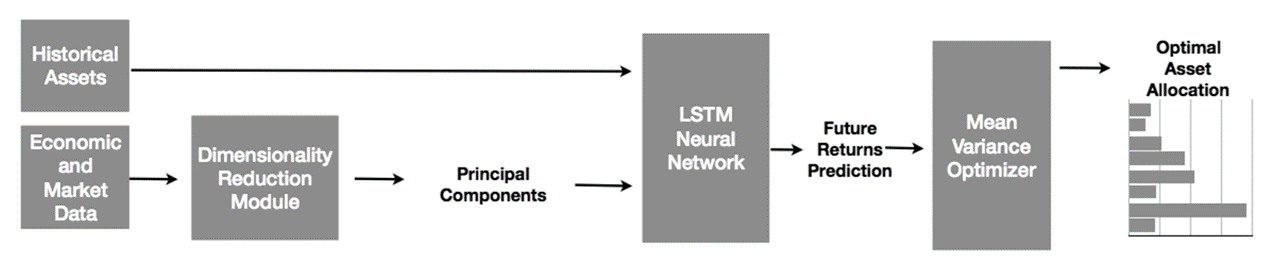 Historical
Assets
Economic
and
Market
Data
Dimensionality
Reduction
Module
Principal
Components
LSTM
Neural
Network
Future
Returns
Prediction
Mean
Variance
Optimizer
Optimal
Asset
Allocation